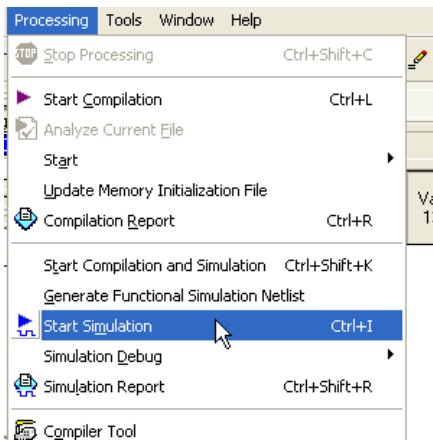 Processing Tools Window Help
STOP Stop Processing Ctrl+Shift+C
Start Compilation Ctrl+L
Analyze Current File
Start
Update Memory Initialization File
Compilation Report Ctrl+R
Start Compilation and Simulation Ctrl+Shift+K
Generate Functional Simulation Netlist
Start Simulation Ctrl+I
Simulation Debug
Simulation Report Ctrl+Shift+R
Compiler Tool